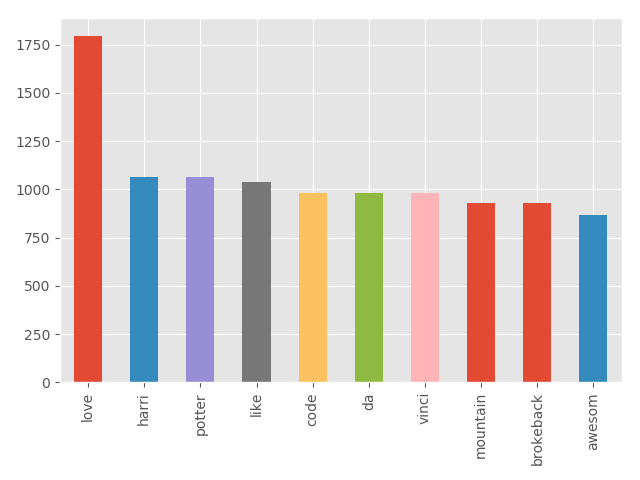 1750
1500
1250
1000
750
500
250
0
love
harri
potter
like
code
da
vinci
mountain
brokeback
awesom